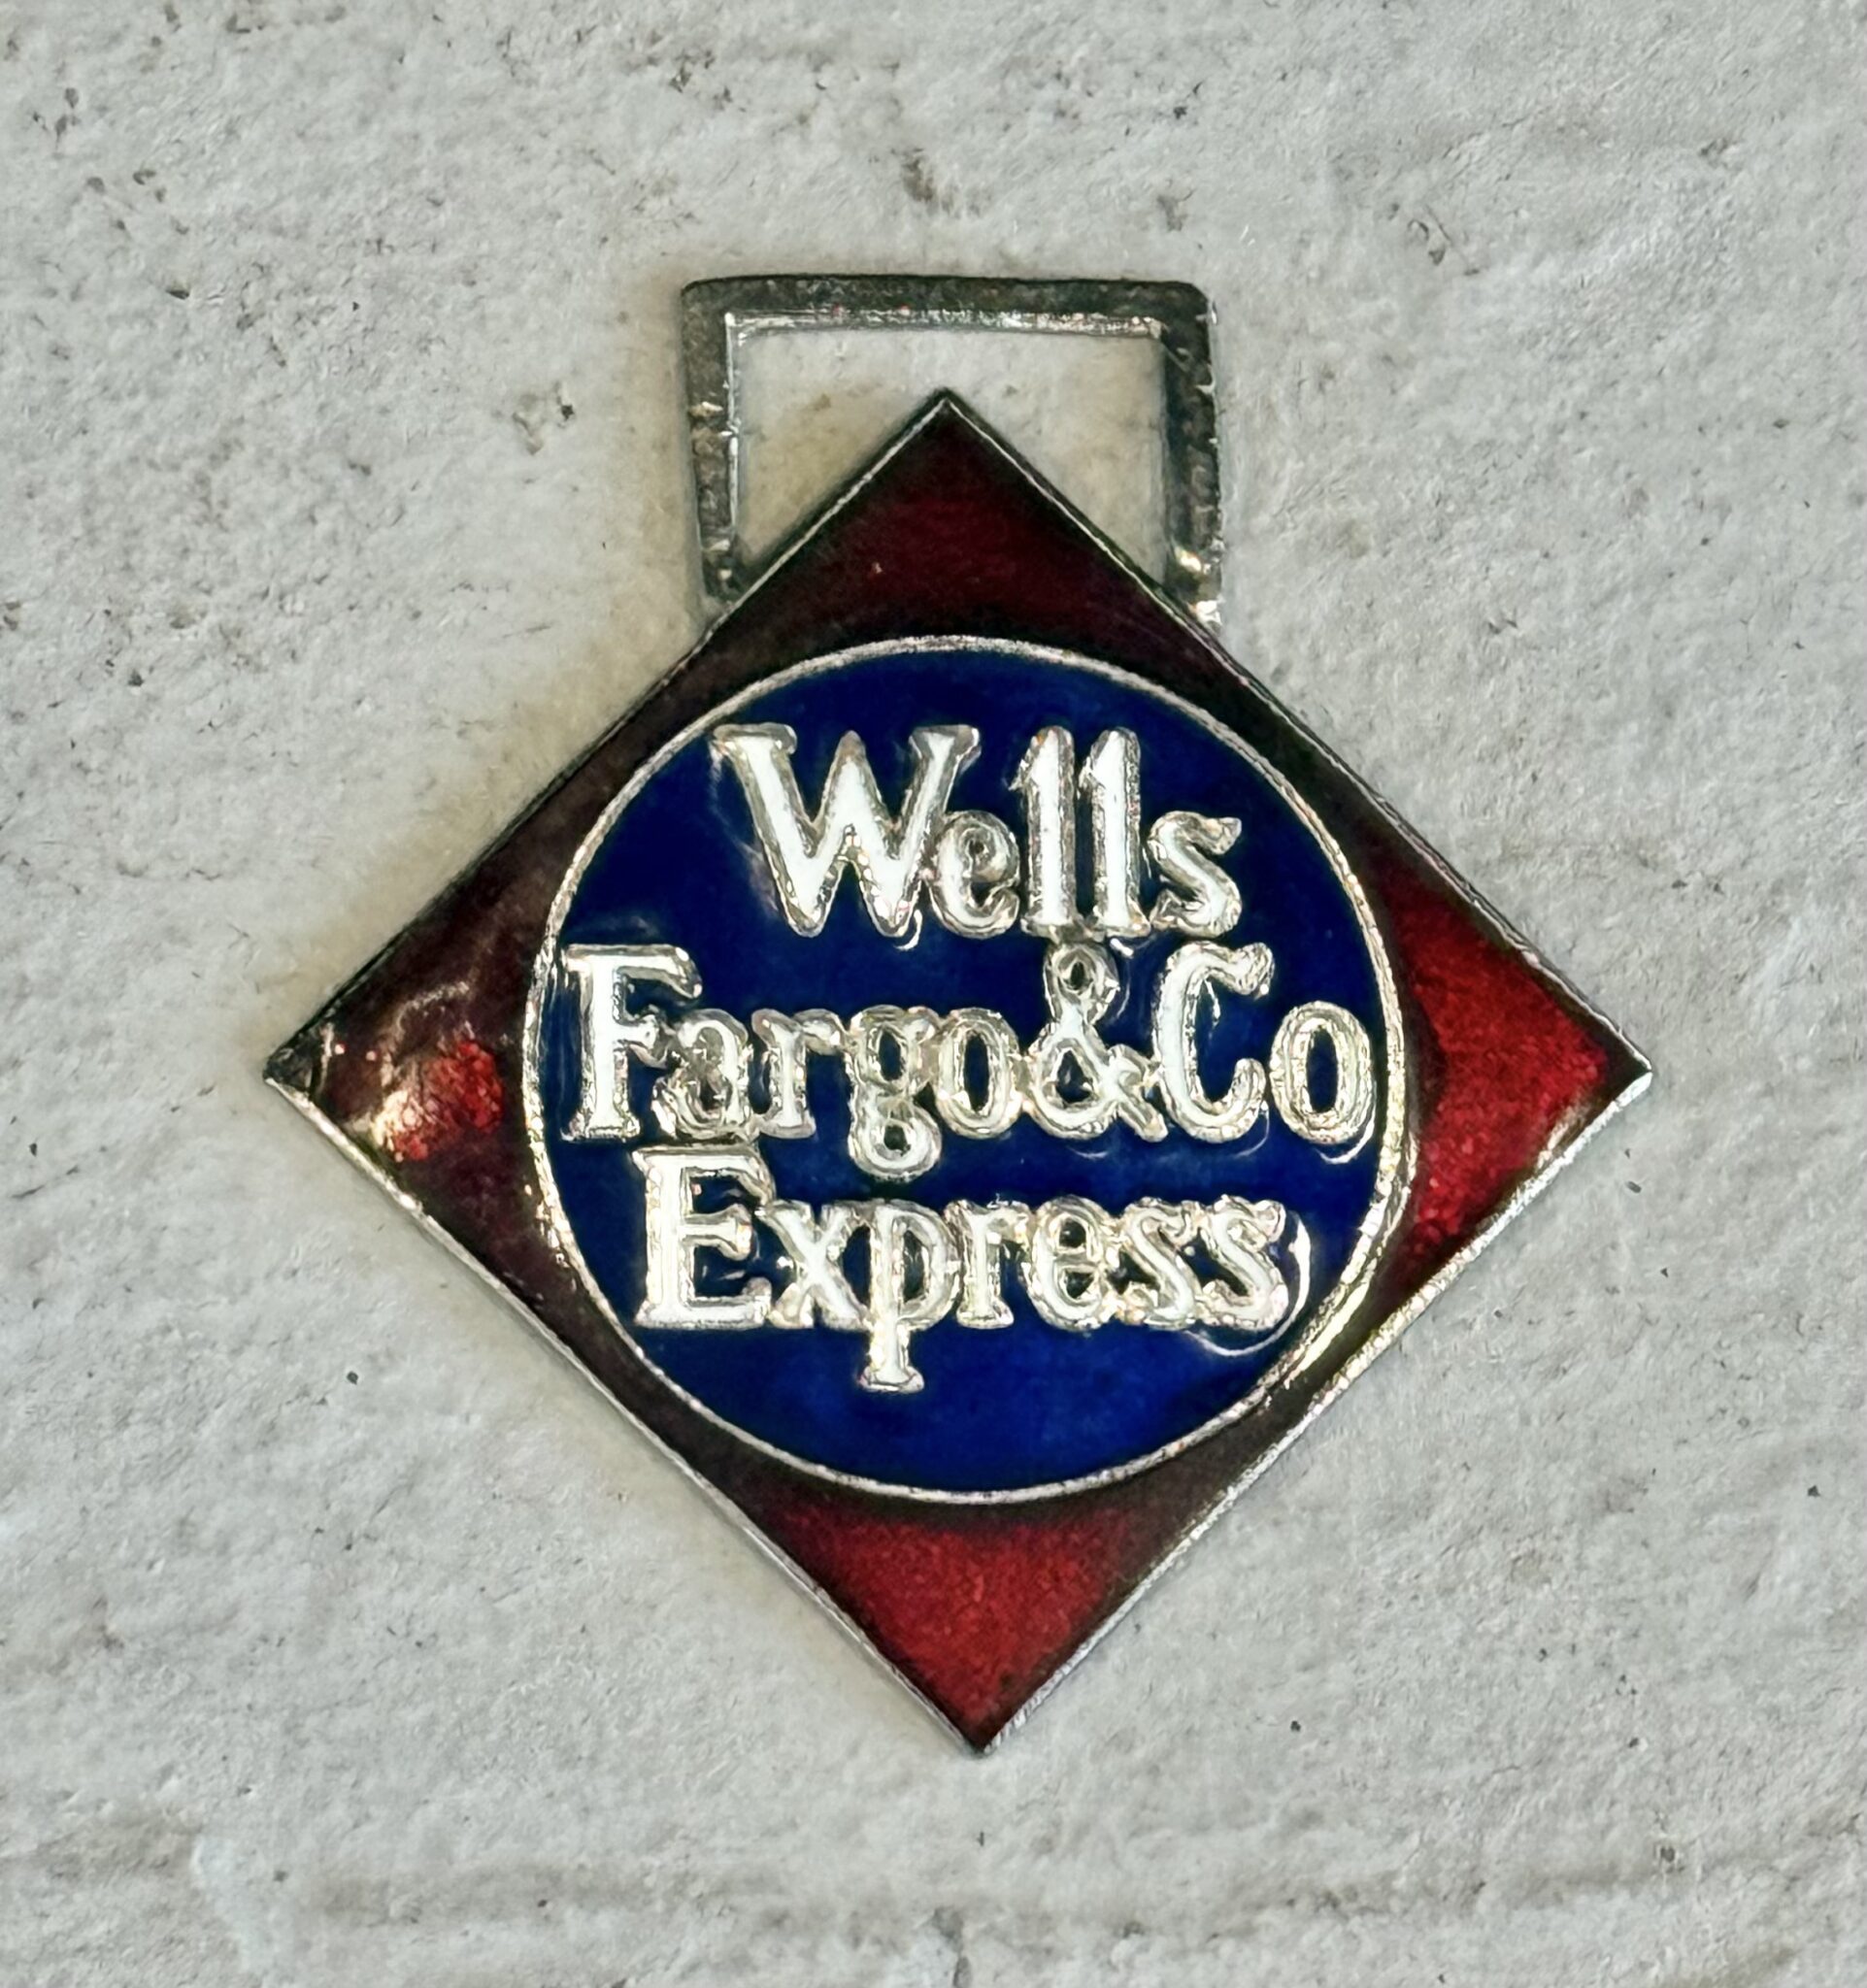 Wells
Fargo & Co
Express